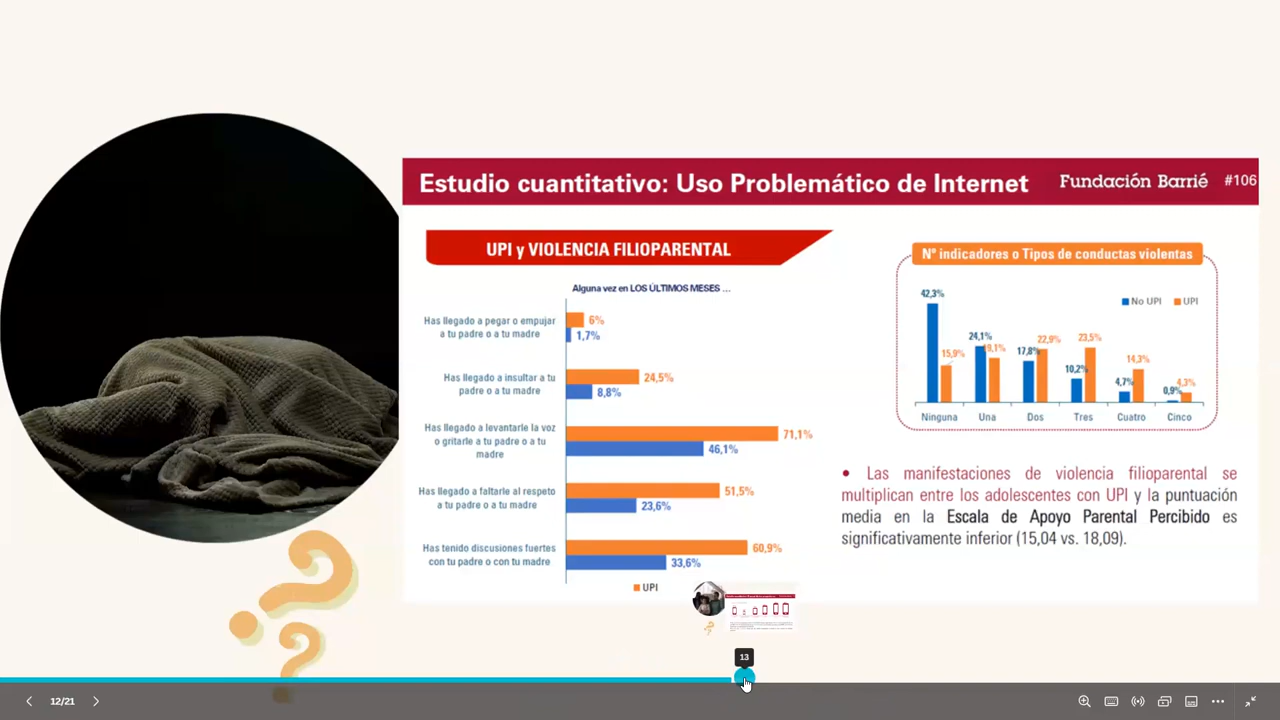 Estudio cuantitativo: Uso Problemático de Internet
Fundación Barrié
#106
UPI y VIOLENCIA FILIOPARENTAL
Alguna vez en LOS ÚLTIMOS MESES ...
Has llegado a pegar o empujar
a tu padre o a tu madre
6%
1,7%
Has llegado a insultar a tu
padre o a tu madre
24,5%
8,8%
Has llegado a levantarle la voz
o gritarle a tu padre o a tu
madre
71,1%
46,1%
Has llegado a faltarle al respeto
a tu padre o a tu madre
51,5%
23,6%
Has tenido discusiones fuertes
con tu padre o con tu madre
60,9%
33,6%
UPI
Nº indicadores o Tipos de conductas violentas
No UPI
UPI
42,3%
15,9%
24,1%
19,1%
17,8%
22,9%
10,2%
23,5%
4,7%
14,3%
0,9%
4,3%
Ninguna
Una
Dos
Tres
Cuatro
Cinco
• Las manifestaciones de violencia filioparental se
multiplican entre los adolescentes con UPI y la puntuación
media en la Escala de Apoyo Parental Percibido es
significativamente inferior (15,04 vs. 18,09).
13
12/21